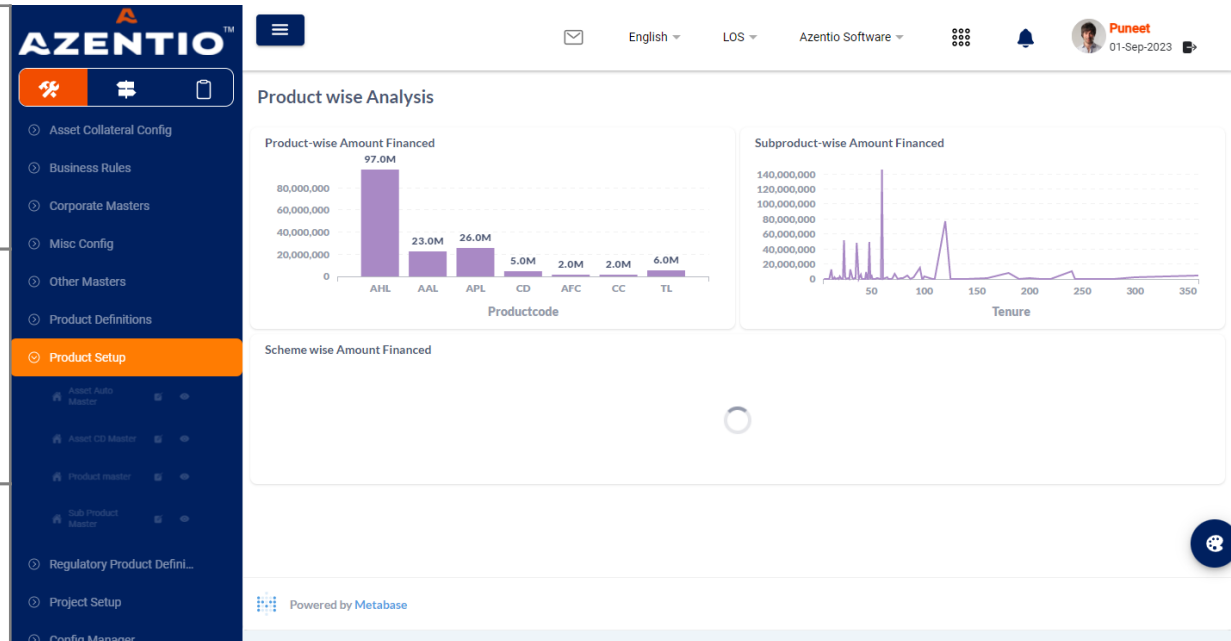 AZENTIO™
English
LOS
Azentio Software
Puneet
01-Sep-2023
Asset Collateral Config
Business Rules
Corporate Masters
Misc Config
Other Masters
Product Definitions
Product Setup
Asset Auto
Master
Asset CD Master
Product master
Sub Product
Master
Regulatory Product Defini...
Project Setup
Config Manager
Product wise Analysis
Product-wise Amount Financed
97.0M
80,000,000
60,000,000
40,000,000
20,000,000
0
23.0M
26.0M
5.0M
2.0M
2.0M
6.0M
AHL
AAL
APL
CD
AFC
CC
TL
Productcode
Subproduct-wise Amount Financed
140,000,000
120,000,000
100,000,000
80,000,000
60,000,000
40,000,000
20,000,000
0
50
100
150
200
250
300
350
Tenure
Scheme wise Amount Financed
Powered by Metabase